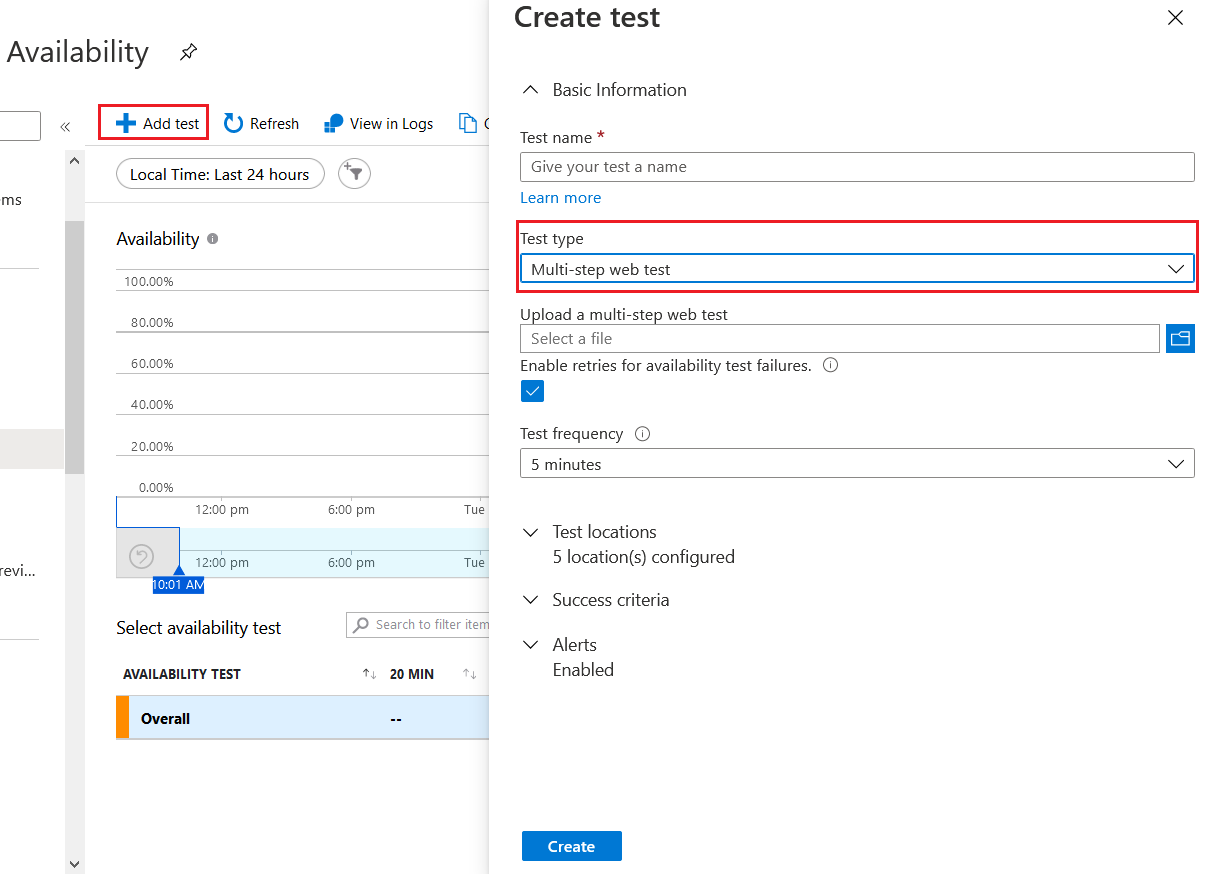 Availability
Add test
Refresh
View in Logs
Local Time: Last 24 hours
ems
Availability
100.00%
80.00%
60.00%
40.00%
20.00%
0.00%
12:00 pm 6:00 pm Tue
12:00 pm 6:00 pm Tue
10:01 AM
revi...
Select availability test
Search to filter item
AVAILABILITY TEST 20 MIN
Overall --
Create test
Basic Information
Test name *
Give your test a name
Learn more
Test type
Multi-step web test
Upload a multi-step web test
Select a file
Enable retries for availability test failures.
Test frequency
5 minutes
Test locations
5 location(s) configured
Success criteria
Alerts
Enabled
Create